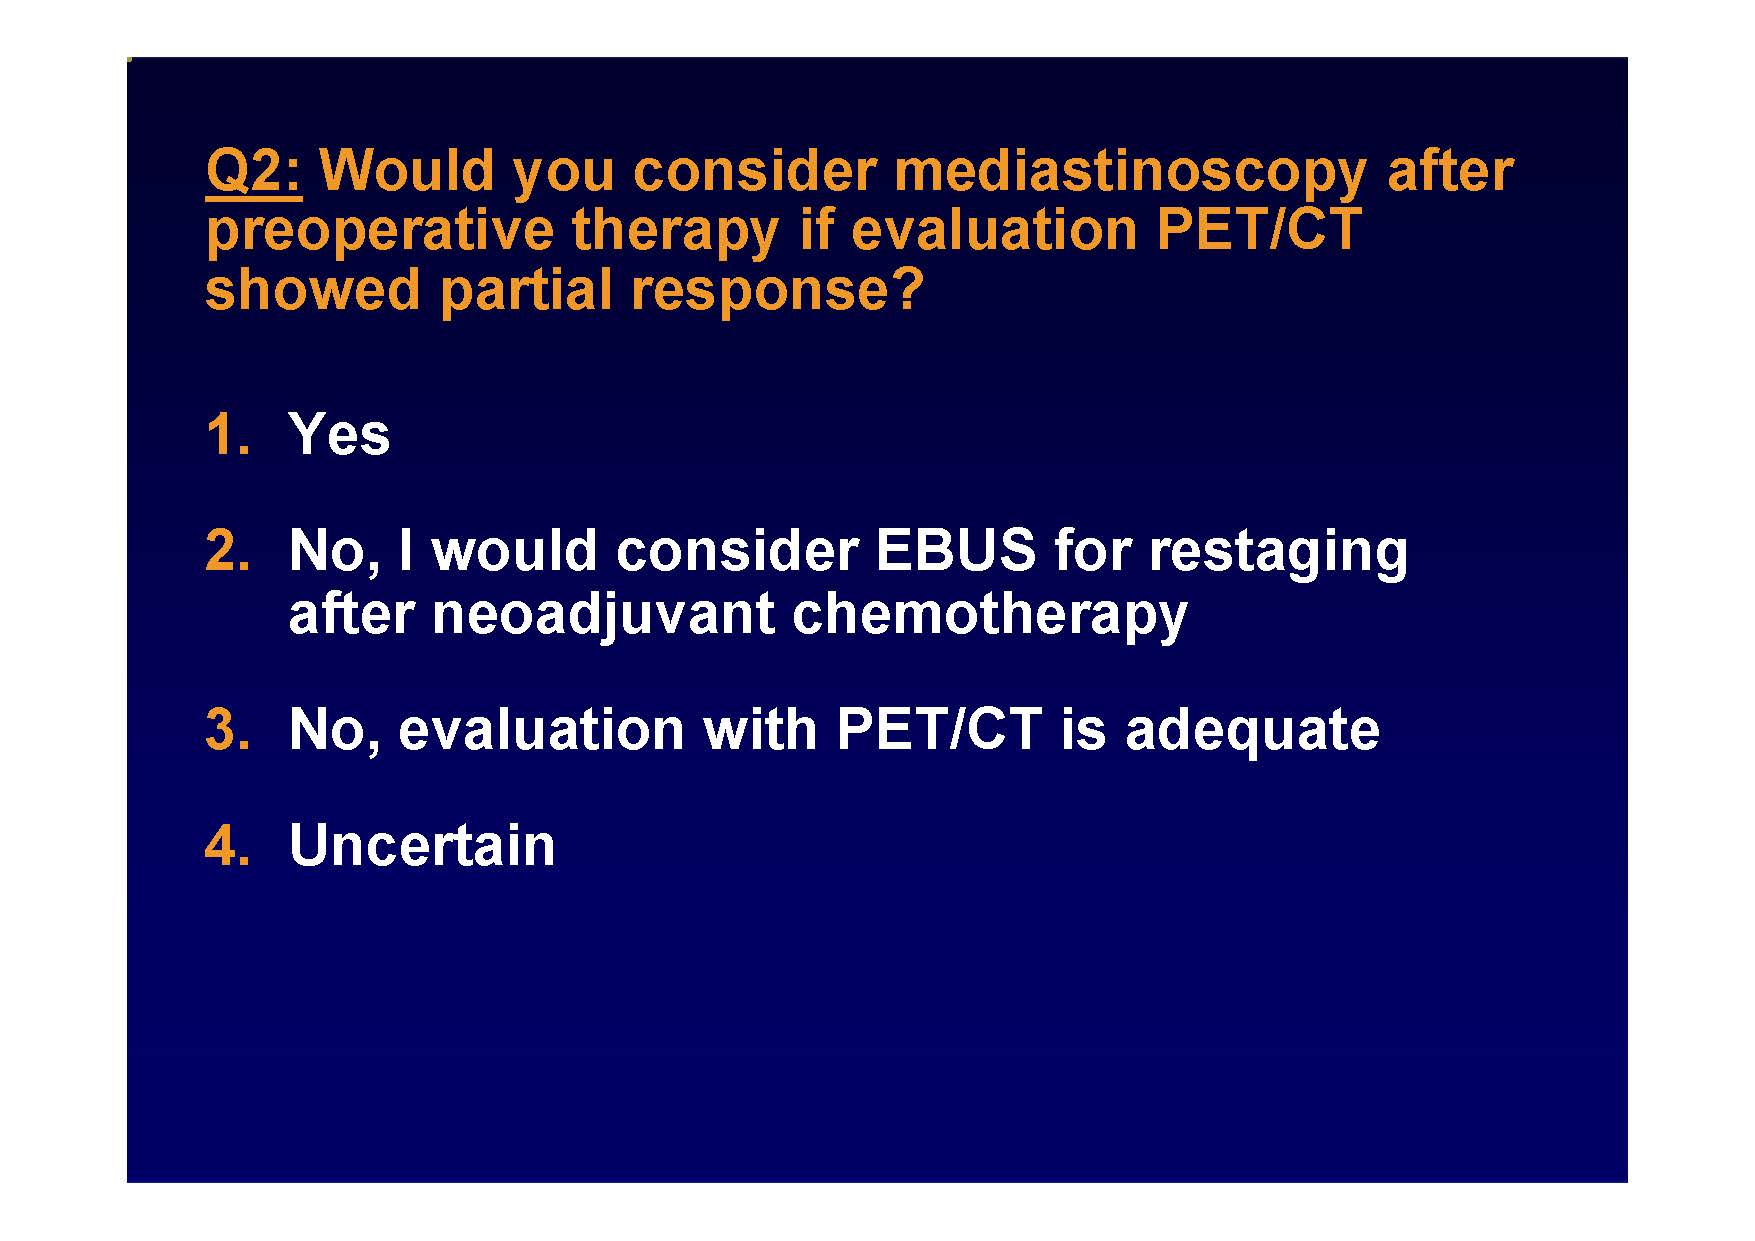 Q2: Would you consider mediastinoscopy after
preoperative therapy if evaluation PET/CT
showed partial response?
1. Yes
2. No, I would consider EBUS for restaging
after neoadjuvant chemotherapy
3. No, evaluation with PET/CT is adequate
4. Uncertain